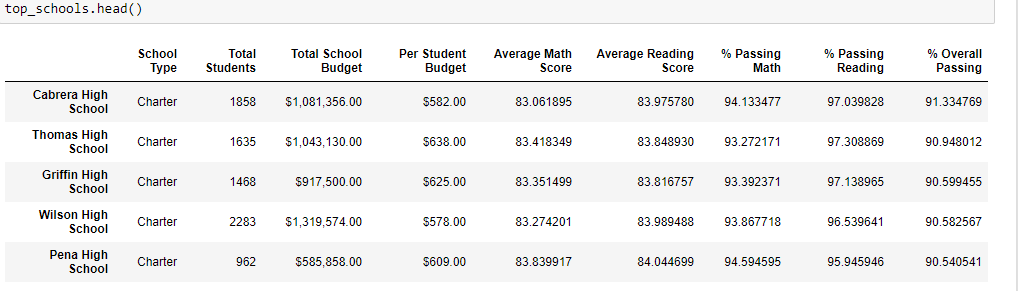 top_schools.head()
School Type Total Students Total School Budget Per Student Budget Average Math Score Average Reading Score % Passing Math % Passing Reading % Overall Passing
Cabrera High School Charter 1858 $1,081,356.00 $582.00 83.061895 83.975780 94.133477 97.039828 91.334769
Thomas High School Charter 1635 $1,043,130.00 $638.00 83.418349 83.848930 93.272171 97.308869 90.948012
Griffin High School Charter 1468 $917,500.00 $625.00 83.351499 83.816757 93.392371 97.138965 90.599455
Wilson High School Charter 2283 $1,319,574.00 $578.00 83.274201 83.989488 93.867718 96.539641 90.582567
Pena High School Charter 962 $585,858.00 $609.00 83.839917 84.044699 94.594595 95.945946 90.540541